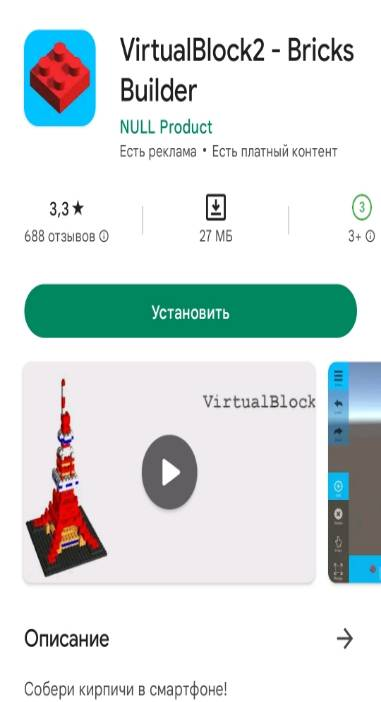 VirtualBlock2 - Bricks
Builder
NULL Product
Есть реклама • Есть платный контент
3,3★
3
688 отзывов
27 МБ
3+
Установить
VirtualBlock
Описание
Собери кирпичи в смартфоне!